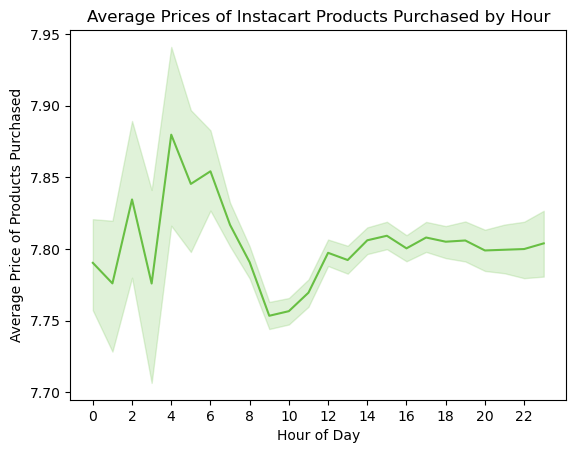 Average Prices of Instacart Products Purchased by Hour
7.95
7.90
7.85
7.80
7.75
7.70
Average Price of Products Purchased
0 2 4 6 8 10 12 14 16 18 20 22
Hour of Day